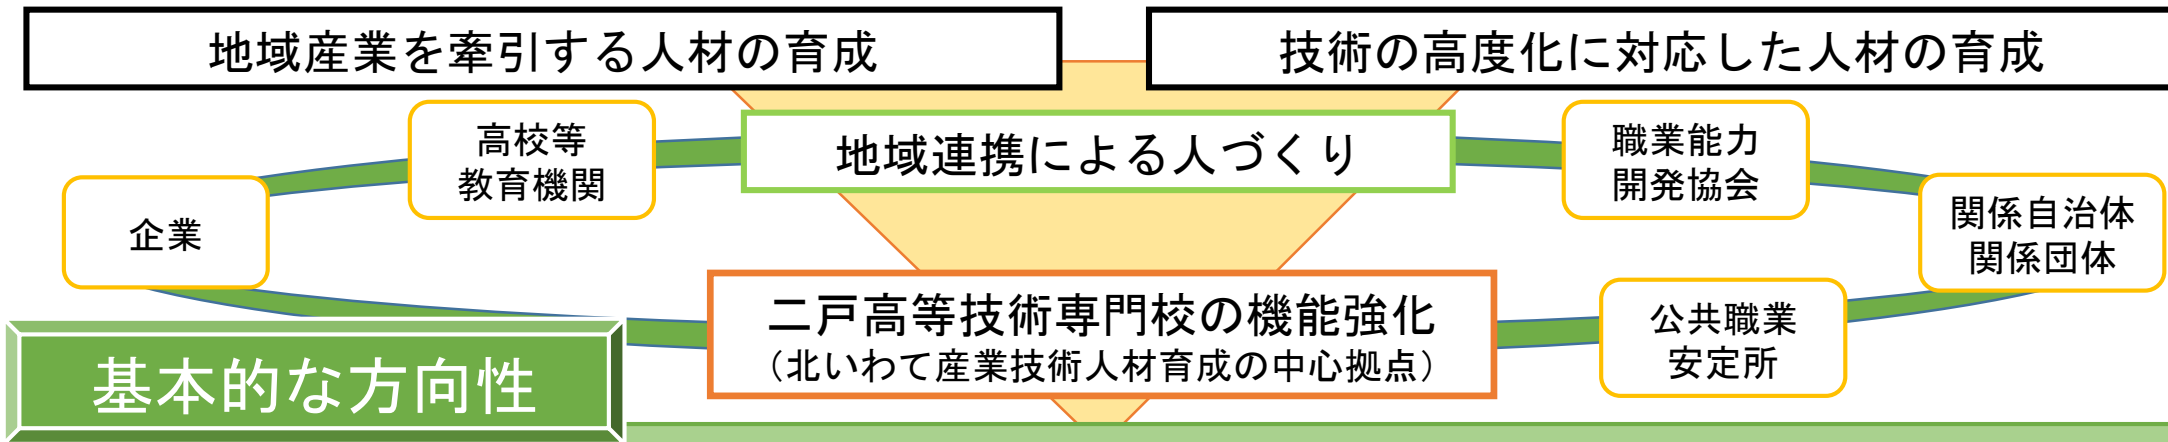 地域産業を牽引する人材の育成
技術の高度化に対応した人材の育成
高校等
教育機関
地域連携による人づくり
職業能力
開発協会
企業
関係自治体
関係団体
二戸高等技術専門校の機能強化
（北いわて産業技術人材育成の中心拠点）
公共職業
安定所
基本的な方向性